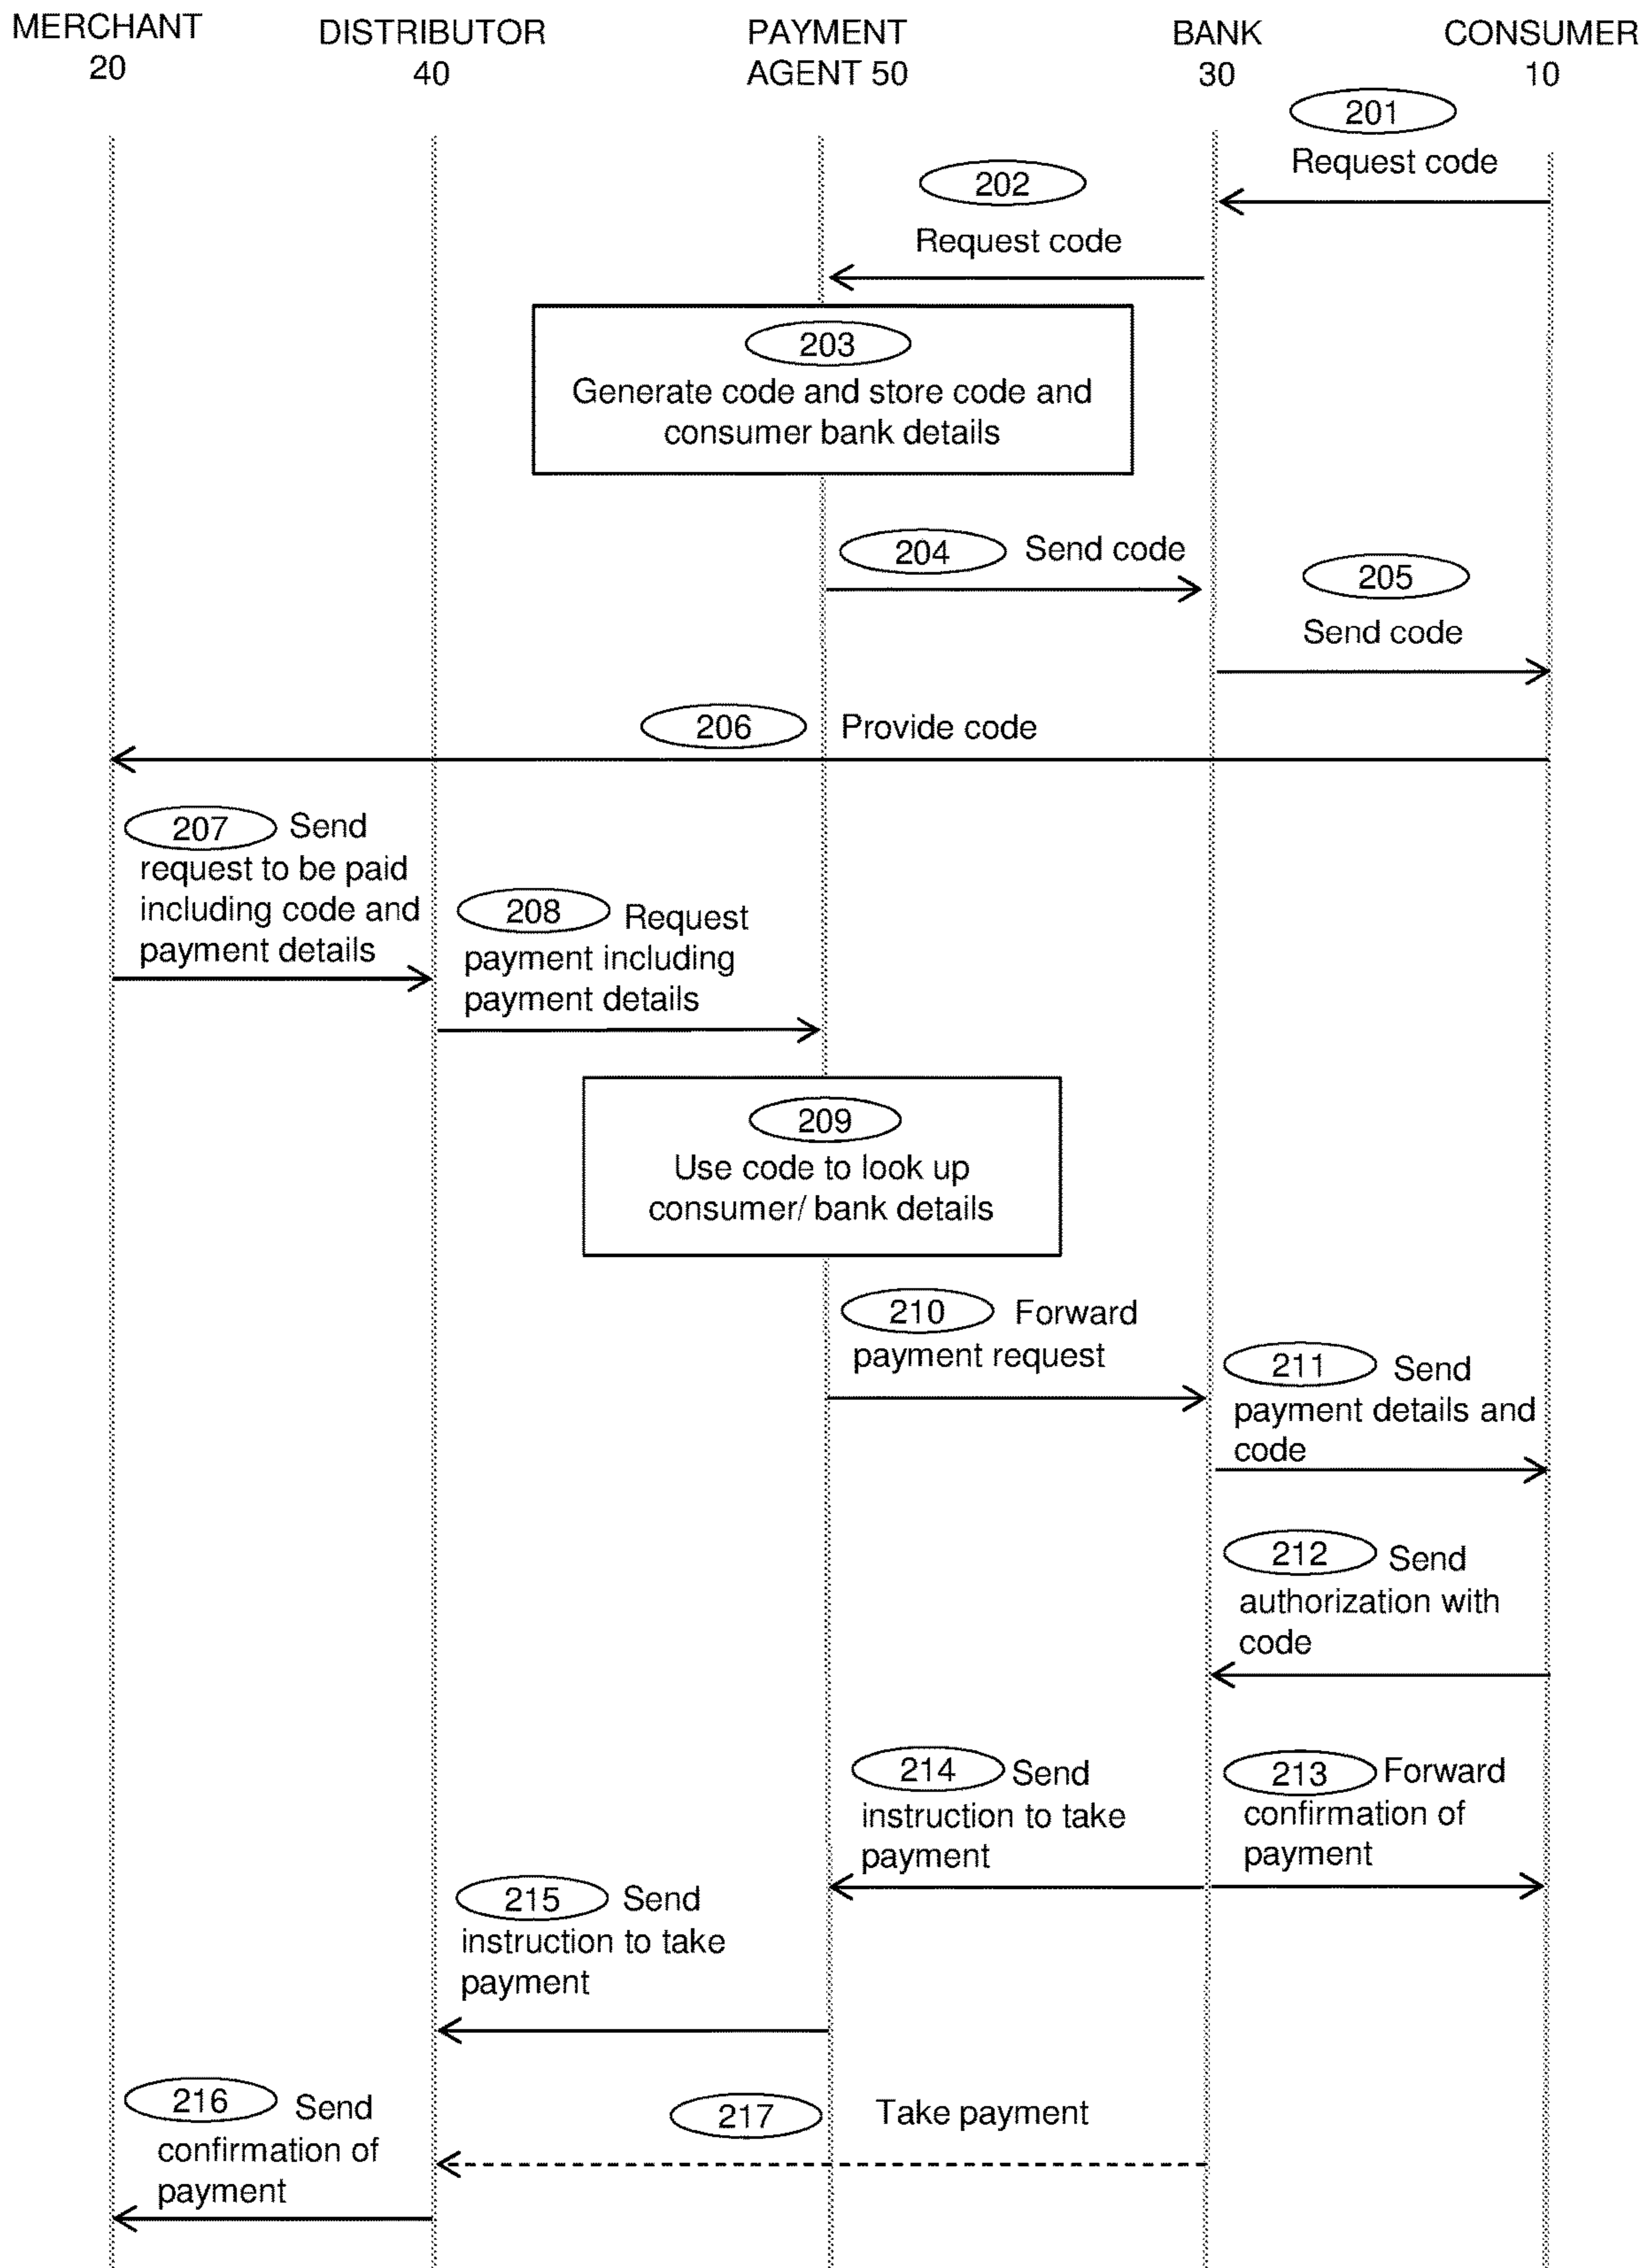 MERCHANT
20
DISTRIBUTOR
40
PAYMENT
AGENT 50
BANK
30
CONSUMER
10
201
Request code
202
Request code
203
Generate code and store code and
consumer bank details
204 Send code
205
Send code
206 Provide code
207 Send
request to be paid
including code and
payment details
208 Request
payment including
payment details
209
Use code to look up
consumer/ bank details
210 Forward
payment request
211 Send
payment details and
code
212 Send
authorization with
code
214 Send
instruction to take
payment
213 Forward
confirmation of
payment
215 Send
instruction to take
payment
216 Send
confirmation of
payment
217 Take payment